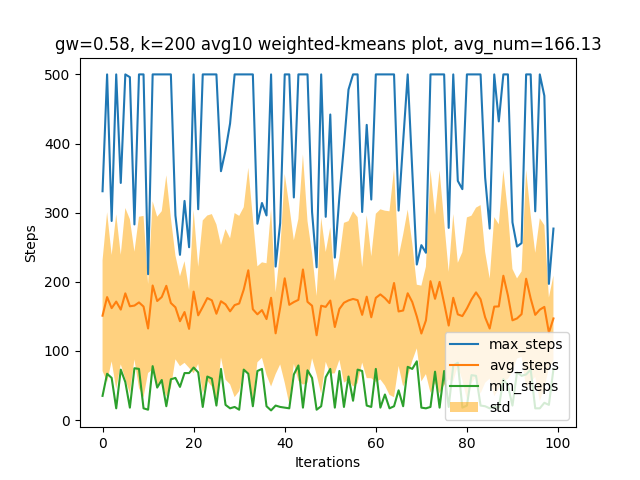 gw=0.58, k=200 avg10 weighted-kmeans plot, avg_num=166.13
500
400
300
200
100
0
Steps
0
20
40
60
80
100
Iterations
max_steps
avg_steps
min_steps
std